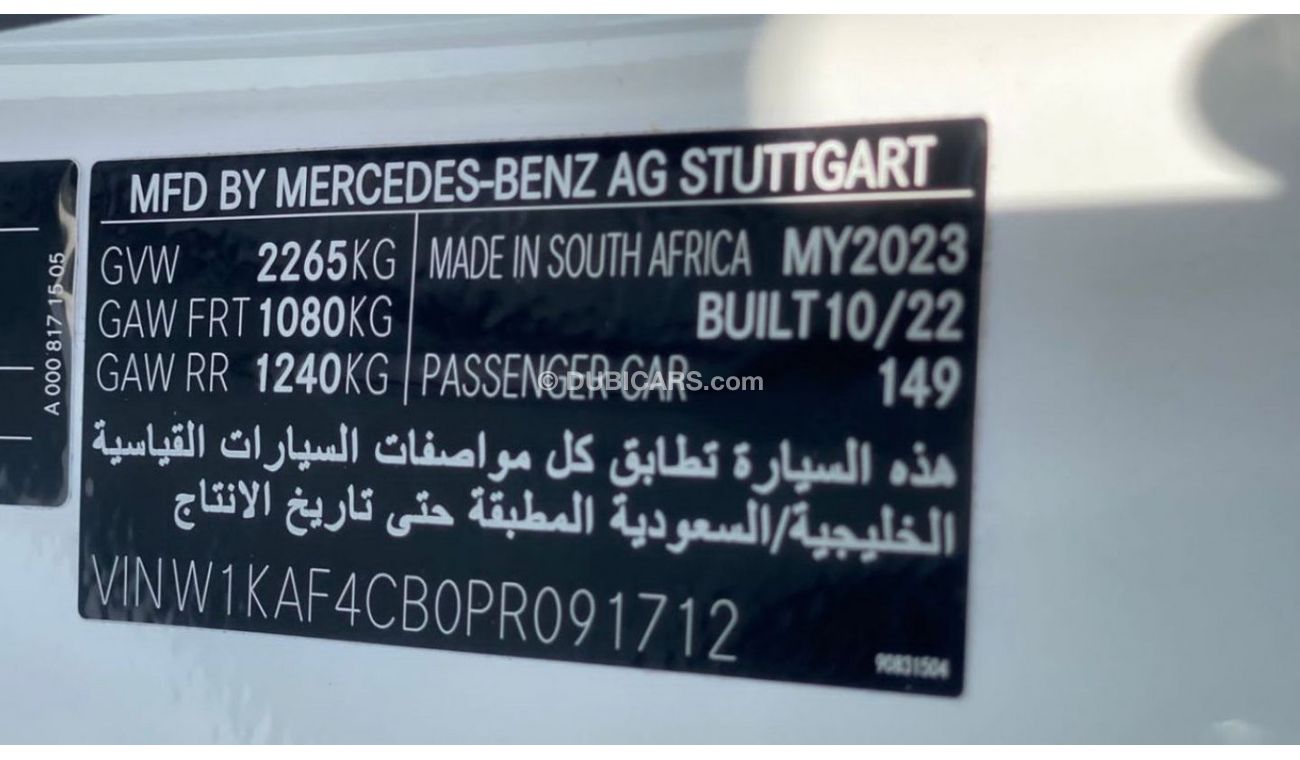 MFD BY MERCEDES-BENZ AG STUTTGART
GVW 2265KG MADE IN SOUTH AFRICA MY2023
GAW FRT 1080KG BUILT 10/22
GAW RR 1240KG PASSENGER CAR 149
هذه السيارة تطابق كل مواصفات السيارات القياسية
الخليجية/السعودية المطبقة حتى تاريخ الانتاج
VIN W1KAF4CB0PR091712
90831504
A 000 817 15 05
© DUBICARS.com